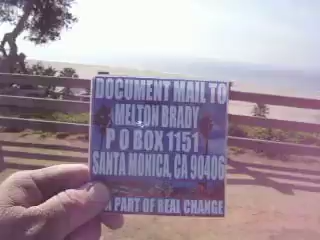 DOCUMENT MAIL TO
MELTON BRADY
P O BOX 1151
SANTA MONICA, CA 90406
A PART OF REAL CHANGE